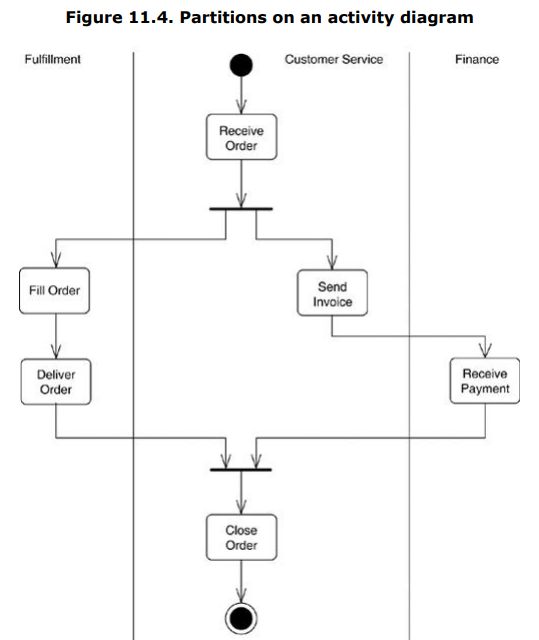 Figure 11.4. Partitions on an activity diagram
Fulfillment
Customer Service
Finance
Receive
Order
Fill Order
Send
Invoice
Deliver
Order
Receive
Payment
Close
Order